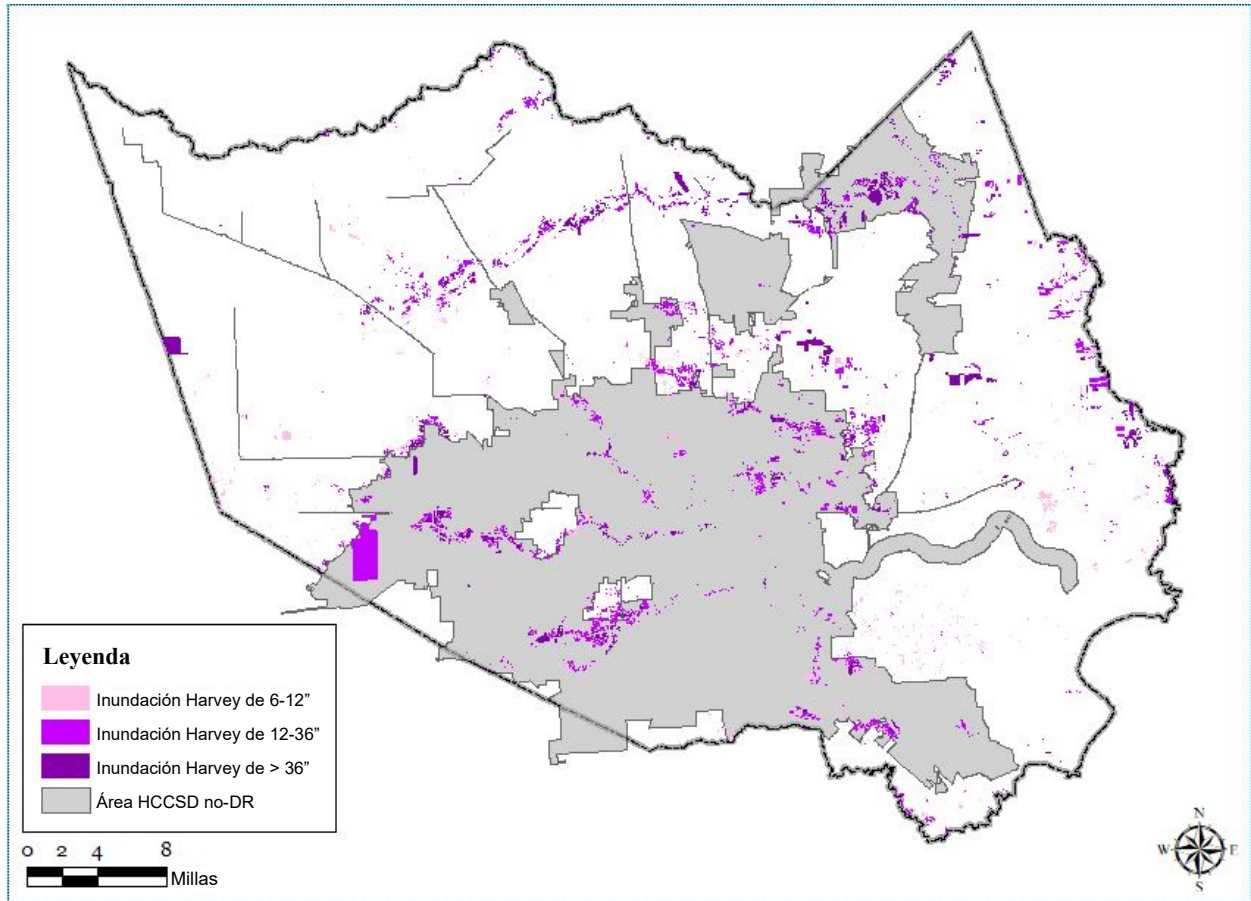 Leyenda
Inundación Harvey de 6-12”
Inundación Harvey de 12-36”
Inundación Harvey de > 36”
Área HCCSD no-DR
0 2 4 8
Millas
N
W E
S